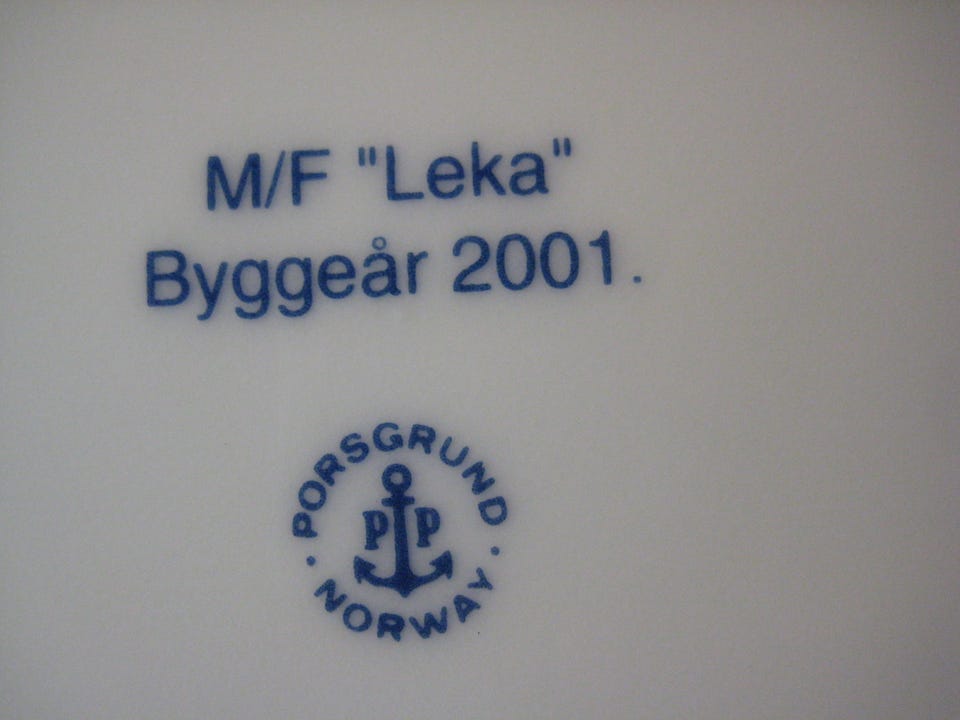 M/F "Leka"
Byggeår 2001.
PORSGRUND
PP
· NORWAY ·